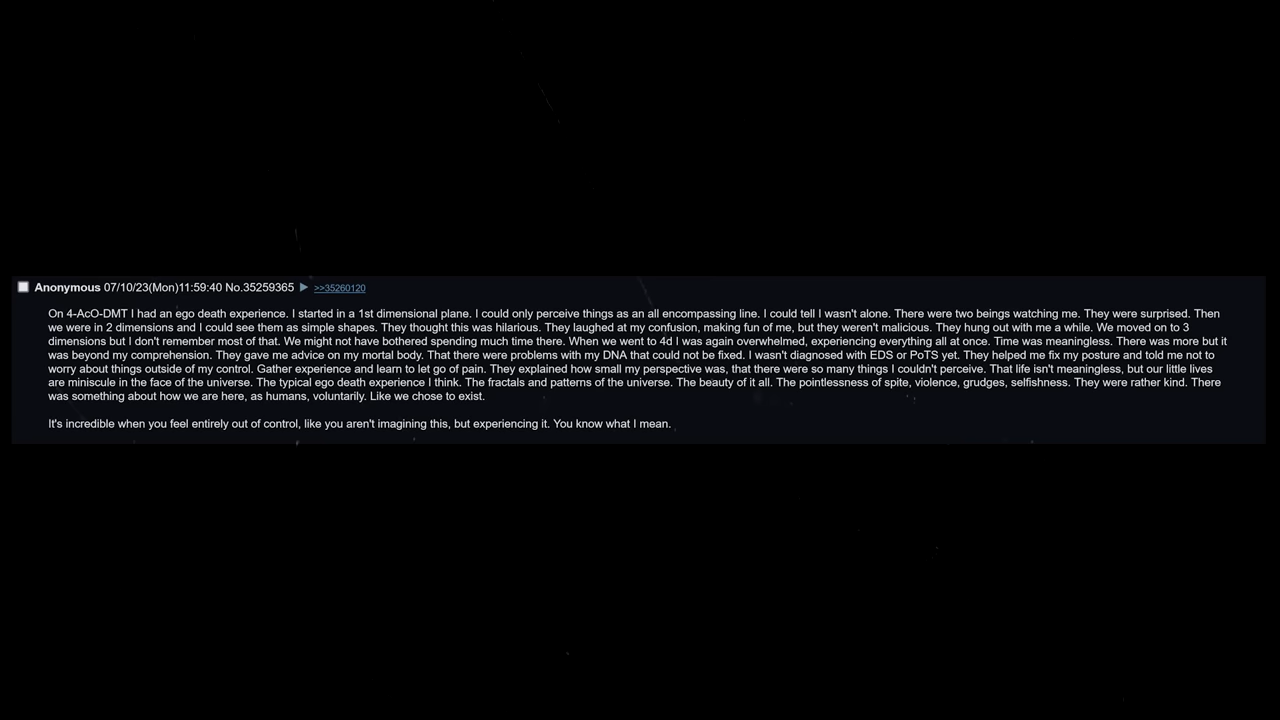 Anonymous 07/10/23(Mon)11:59:40 No.35259365 ▶ >>35260120
On 4-AcO-DMT I had an ego death experience. I started in a 1st dimensional plane. I could only perceive things as an all encompassing line. I could tell I wasn't alone. There were two beings watching me. They were surprised. Then
we were in 2 dimensions and I could see them as simple shapes. They thought this was hilarious. They laughed at my confusion, making fun of me, but they weren't malicious. They hung out with me a while. We moved on to 3
dimensions but I don't remember most of that. We might not have bothered spending much time there. When we went to 4d I was again overwhelmed, experiencing everything all at once. Time was meaningless. There was more but it
was beyond my comprehension. They gave me advice on my mortal body. That there were problems with my DNA that could not be fixed. I wasn't diagnosed with EDS or PoTS yet. They helped me fix my posture and told me not to
worry about things outside of my control. Gather experience and learn to let go of pain. They explained how small my perspective was, that there were so many things I couldn't perceive. That life isn't meaningless, but our little lives
are miniscule in the face of the universe. The typical ego death experience I think. The fractals and patterns of the universe. The beauty of it all. The pointlessness of spite, violence, grudges, selfishness. They were rather kind. There
was something about how we are here, as humans, voluntarily. Like we chose to exist.
It's incredible when you feel entirely out of control, like you aren't imagining this, but experiencing it. You know what I mean.